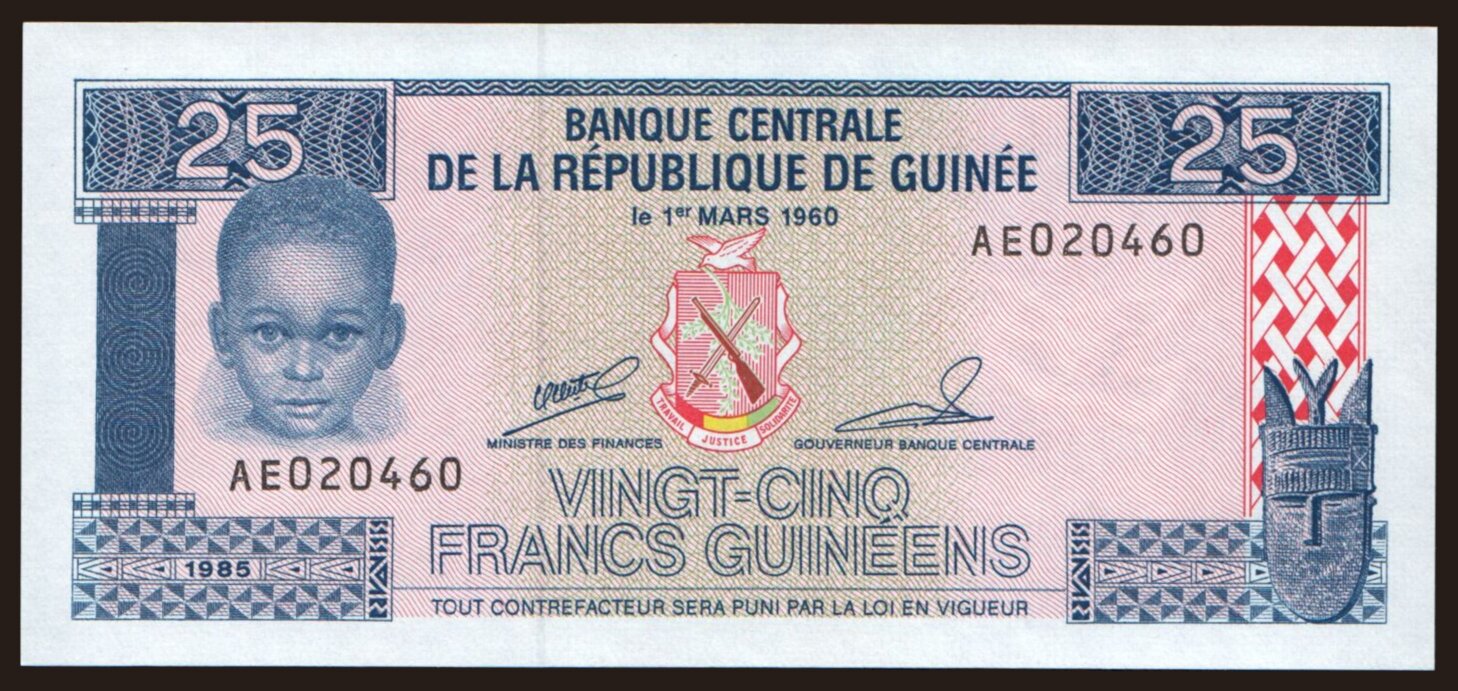 25
25
BANQUE CENTRALE
DE LA RÉPUBLIQUE DE GUINÉE
le 1er MARS 1960
AE020460
TRAVAIL
JUSTICE
SOLIDARITÉ
MINISTRE DES FINANCES
GOUVERNEUR BANQUE CENTRALE
AE020460
VINGT-CINQ
FRANCS GUINÉENS
1985
TOUT CONTREFACTEUR SERA PUNI PAR LA LOI EN VIGUEUR